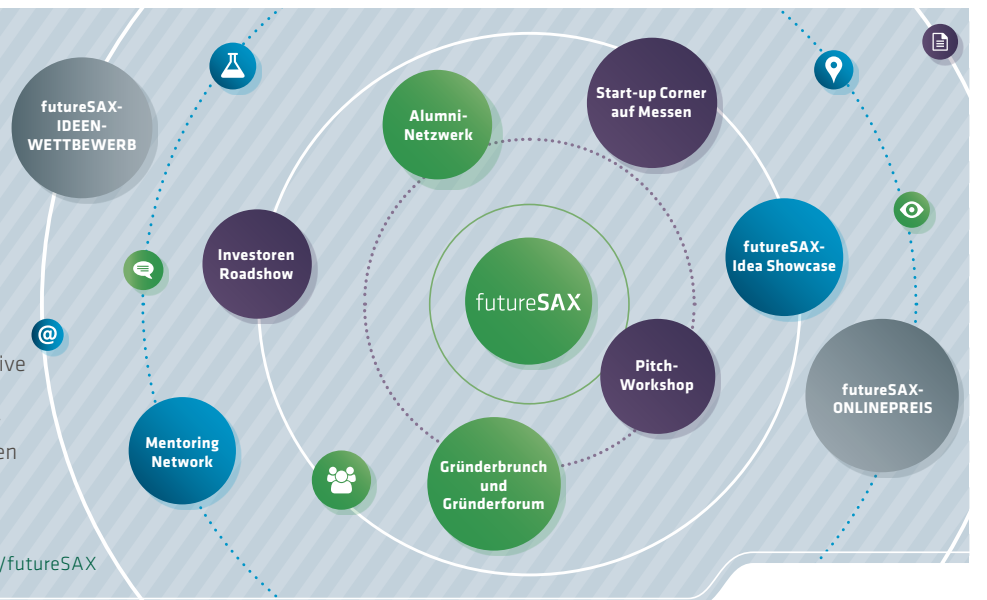 futureSAX-
IDEEN-
WETTBEWERB
Alumni-
Netzwerk
Start-up Corner
auf Messen
Investoren
Roadshow
futureSAX-
Idea Showcase
futureSAX
@
Pitch-
Workshop
ive
futureSAX-
ONLINEPREIS
Mentoring
Network
en
Gründerbrunch
und
Gründerforum
/futureSAX